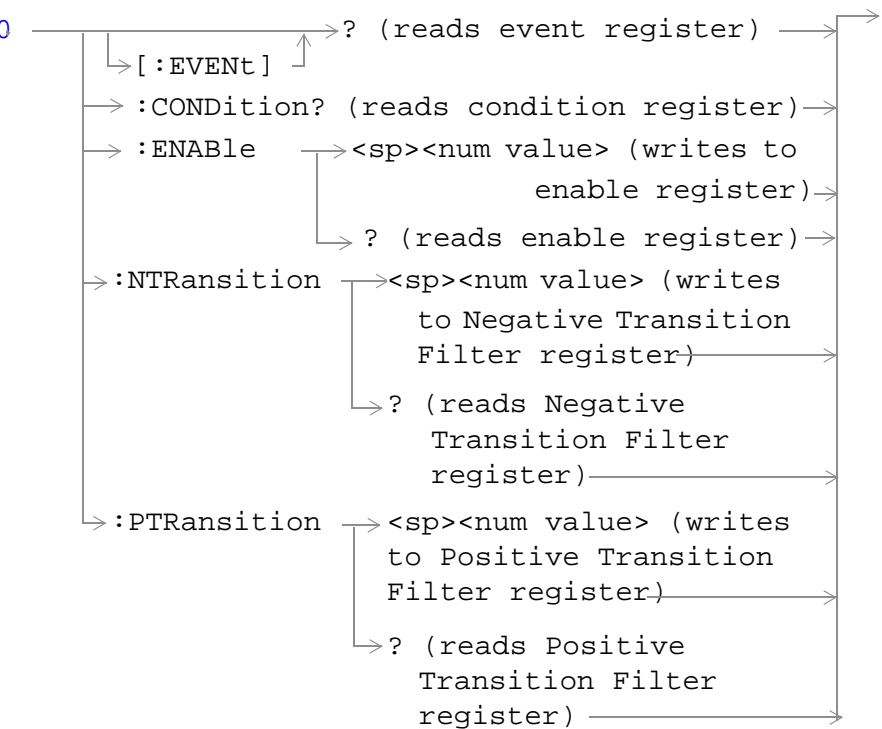 0
? (reads event register)
[:EVENt]
:CONDition? (reads condition register)
:ENABle <sp><num value> (writes to
enable register)
? (reads enable register)
:NTRansition <sp><num value> (writes
to Negative Transition
Filter register)
? (reads Negative
Transition Filter
register)
:PTRansition <sp><num value> (writes
to Positive Transition
Filter register)
? (reads Positive
Transition Filter
register)